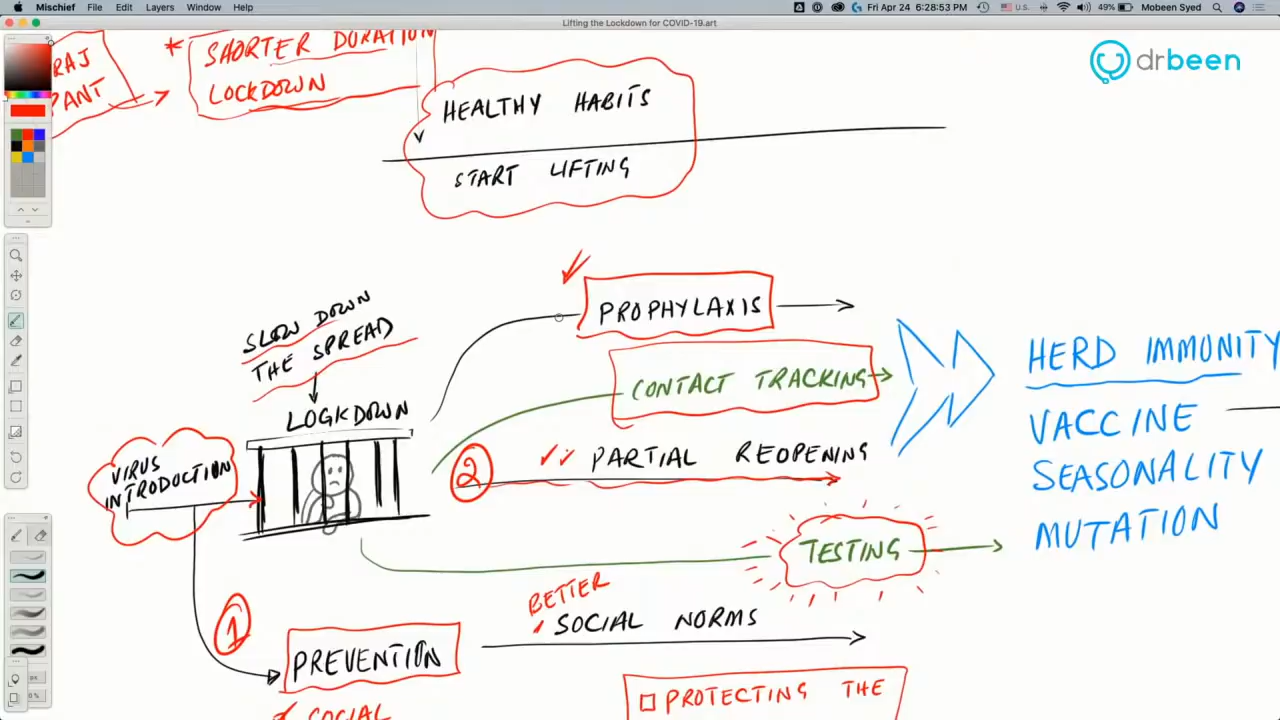 Mischief File Edit Layers Window Help
U.S. 49% Fri Apr 24 6:28:53 PM Mobeen Syed
Lifting the Lockdown for COVID-19.art
drbeen
SHORTER DURATION
LOCKDOWN
HEALTHY HABITS
START LIFTING
SLOW DOWN
THE SPREAD
LOGKDOWN
VIRUS
INTRODUCTION
PROPHYLAXIS
CONTACT TRACKING
2 PARTIAL REOPENING
TESTING
HERD IMMUNITY
VACCINE
SEASONALITY
MUTATION
1
PREVENTION
BETTER
SOCIAL NORMS
SOCIAL
PROTECTING THE